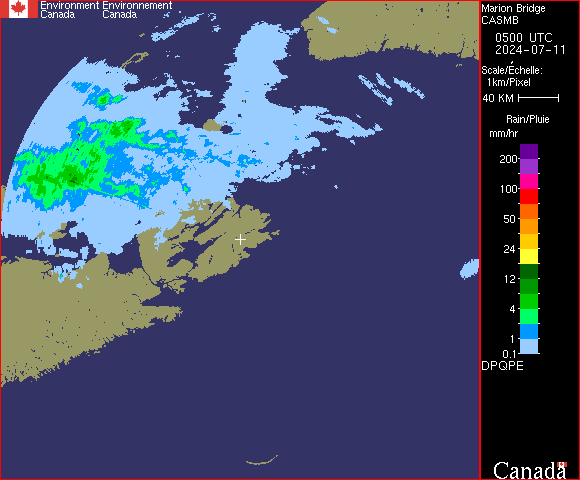 Environment Environnement
Canada Canada
Marion Bridge
CASMB
0500 UTC
2024-07-11
Scale/Échelle:
1km/Pixel
40 KM
Rain/Pluie
mm/hr
200
100
50
24
12
4
1
0.1
DPQPE
Canada